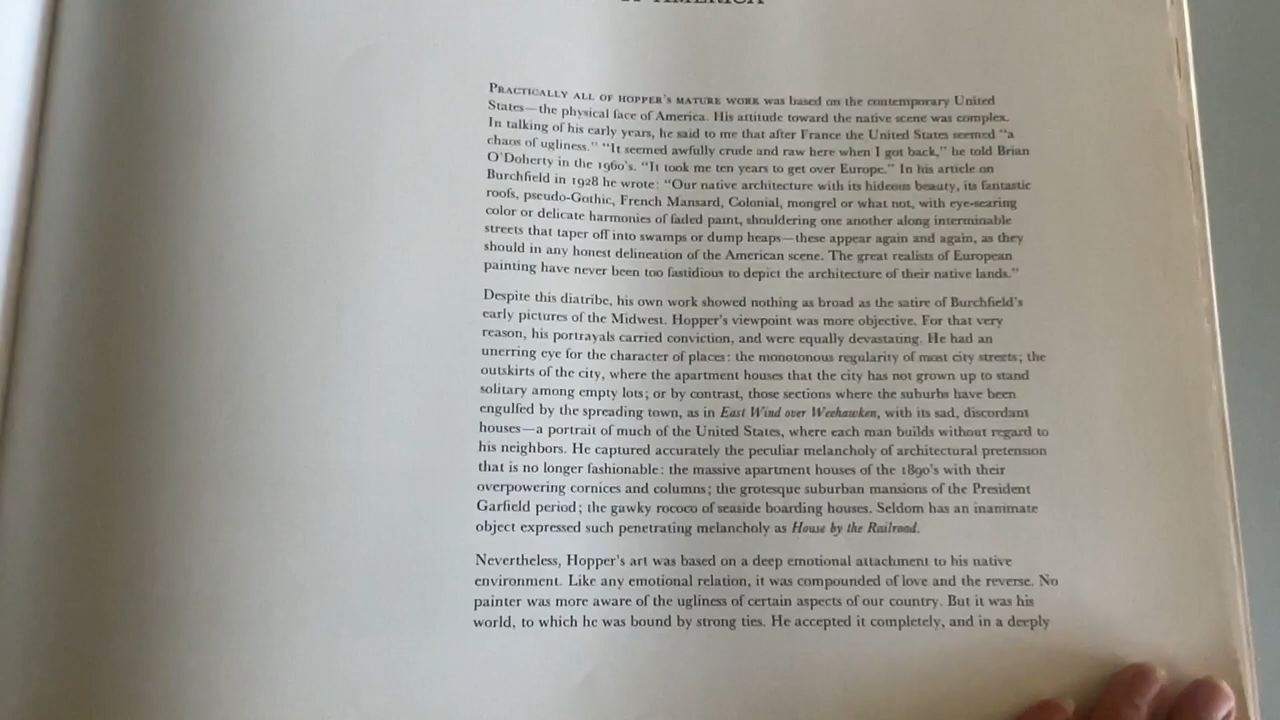 AMERICA
PRACTICALLY ALL OF HOPPER'S MATURE WORK was based on the contemporary United
States—the physical face of America. His attitude toward the native scene was complex.
In talking of his early years, he said to me that after France the United States seemed "a
chaos of ugliness." "It seemed awfully crude and raw here when I got back," he told Brian
O'Doherty in the 1960's. "It took me ten years to get over Europe." In his article on
Burchfield in 1928 he wrote: "Our native architecture with its hideous beauty, its fantastic
roofs, pseudo-Gothic, French Mansard, Colonial, mongrel or what not, with eye-searing
color or delicate harmonies of faded paint, shouldering one another along interminable
streets that taper off into swamps or dump heaps—these appear again and again, as they
should in any honest delineation of the American scene. The great realists of European
painting have never been too fastidious to depict the architecture of their native lands."
Despite this diatribe, his own work showed nothing as broad as the satire of Burchfield's
early pictures of the Midwest. Hopper's viewpoint was more objective. For that very
reason, his portrayals carried conviction, and were equally devastating. He had an
unerring eye for the character of places: the monotonous regularity of most city streets; the
outskirts of the city, where the apartment houses that the city has not grown up to stand
solitary among empty lots; or by contrast, those sections where the suburbs have been
engulfed by the spreading town, as in East Wind over Weehawken, with its sad, discordant
houses—a portrait of much of the United States, where each man builds without regard to
his neighbors. He captured accurately the peculiar melancholy of architectural pretension
that is no longer fashionable: the massive apartment houses of the 1890's with their
overpowering cornices and columns; the grotesque suburban mansions of the President
Garfield period; the gawky rococo of seaside boarding houses. Seldom has an inanimate
object expressed such penetrating melancholy as House by the Railroad.
Nevertheless, Hopper's art was based on a deep emotional attachment to his native
environment. Like any emotional relation, it was compounded of love and the reverse. No
painter was more aware of the ugliness of certain aspects of our country. But it was his
world, to which he was bound by strong ties. He accepted it completely, and in a deeply